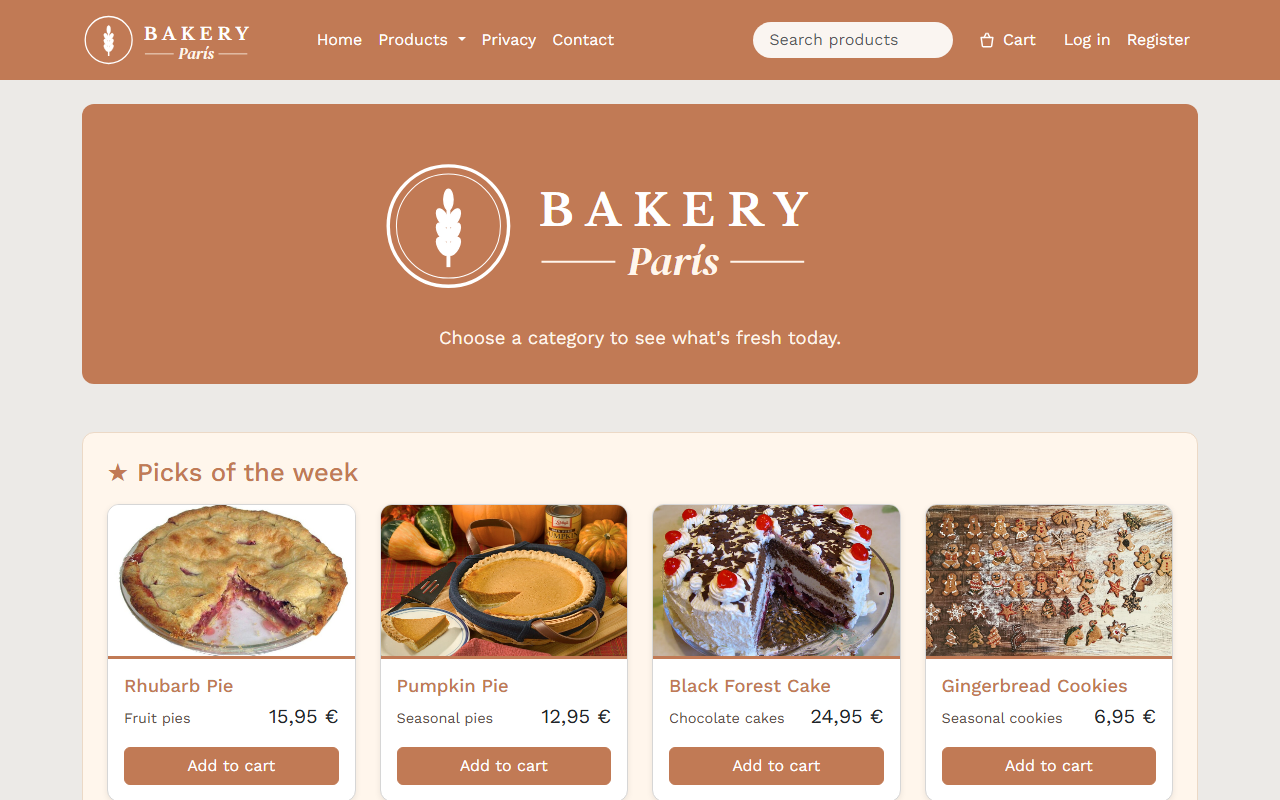 BAKERY
París
Home Products Privacy Contact
Search products
Cart
Log in Register
BAKERY
París
Choose a category to see what's fresh today.
★ Picks of the week
Rhubarb Pie
Fruit pies 15,95 €
Add to cart
Pumpkin Pie
Seasonal pies 12,95 €
Add to cart
Black Forest Cake
Chocolate cakes 24,95 €
Add to cart
Gingerbread Cookies
Seasonal cookies 6,95 €
Add to cart